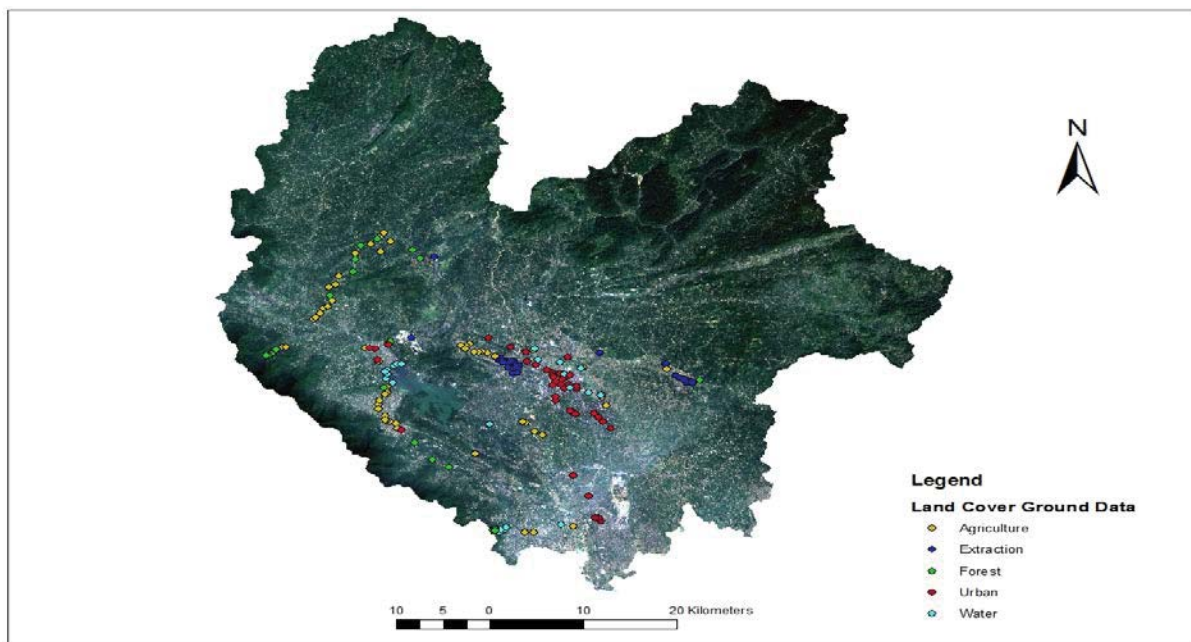 N
Legend
Land Cover Ground Data
Agriculture
Extraction
Forest
Urban
Water
10 5 0 10 20 Kilometers